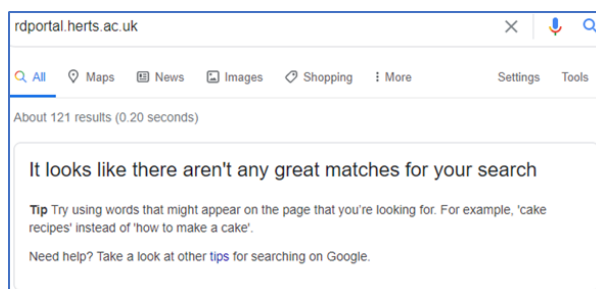 rdportal.herts.ac.uk
All Maps News Images Shopping More Settings Tools
About 121 results (0.20 seconds)
It looks like there aren't any great matches for your search
Tip Try using words that might appear on the page that you're looking for. For example, 'cake
recipes' instead of 'how to make a cake'.
Need help? Take a look at other tips for searching on Google.